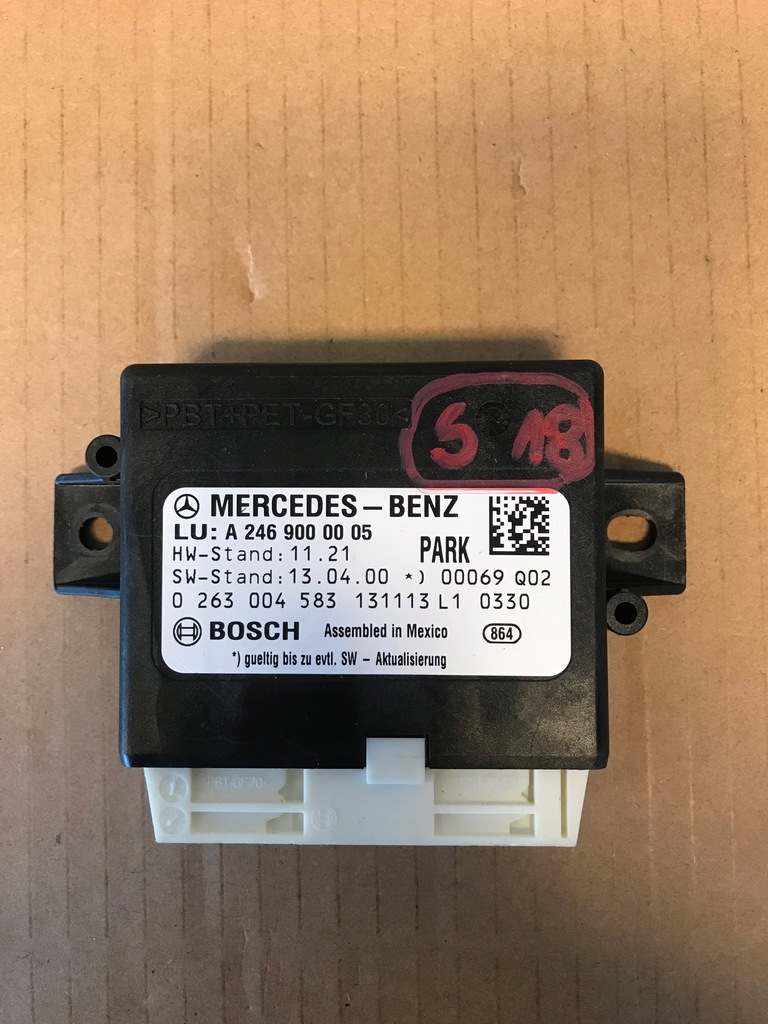 >PBT+PET-GF30<
S 18
MERCEDES-BENZ
LU: A 246 900 00 05
HW-Stand: 11.21 PARK
SW-Stand: 13.04.00 *) 00069 Q02
0 263 004 583 131113 L1 0330
BOSCH Assembled in Mexico 864
*) gueltig bis zu evtl. SW - Aktualisierung
PBT-GF20